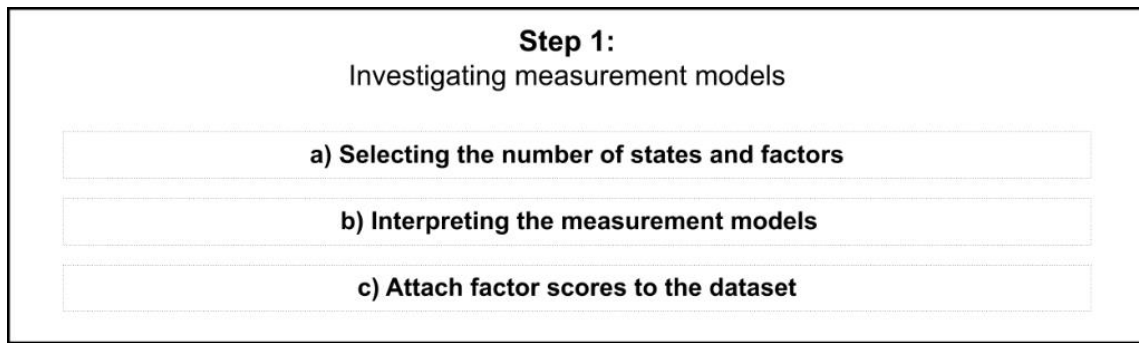 Step 1:
Investigating measurement models
a) Selecting the number of states and factors
b) Interpreting the measurement models
c) Attach factor scores to the dataset